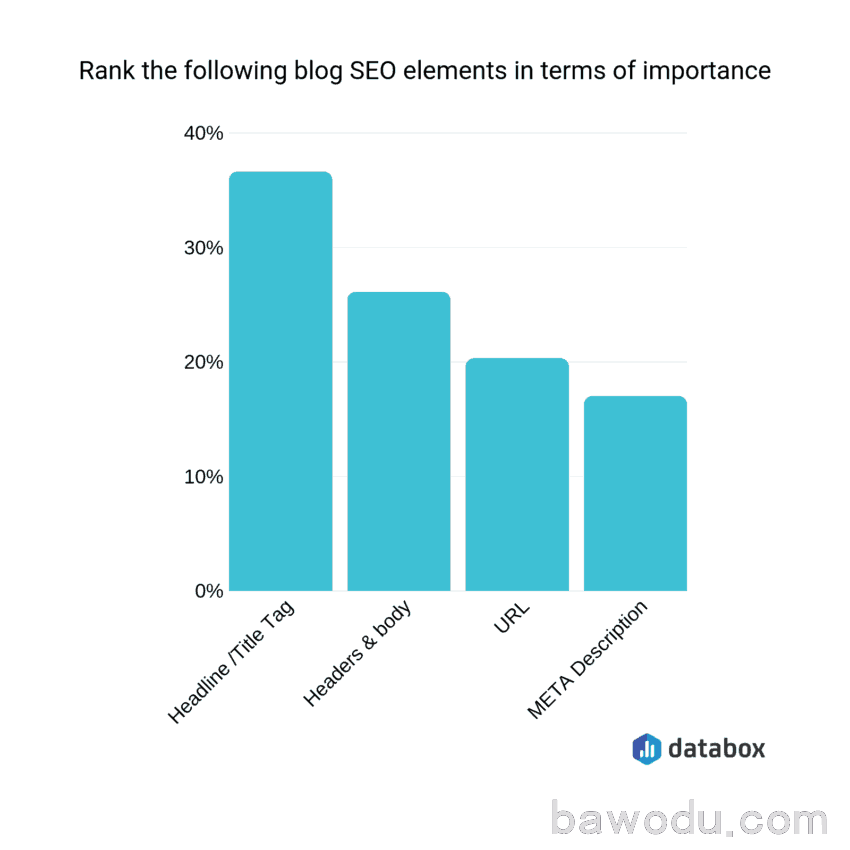 Rank the following blog SEO elements in terms of importance
40%
30%
20%
10%
0%
Headline /Title Tag
Headers & body
URL
META Description
databox
bawodu.com